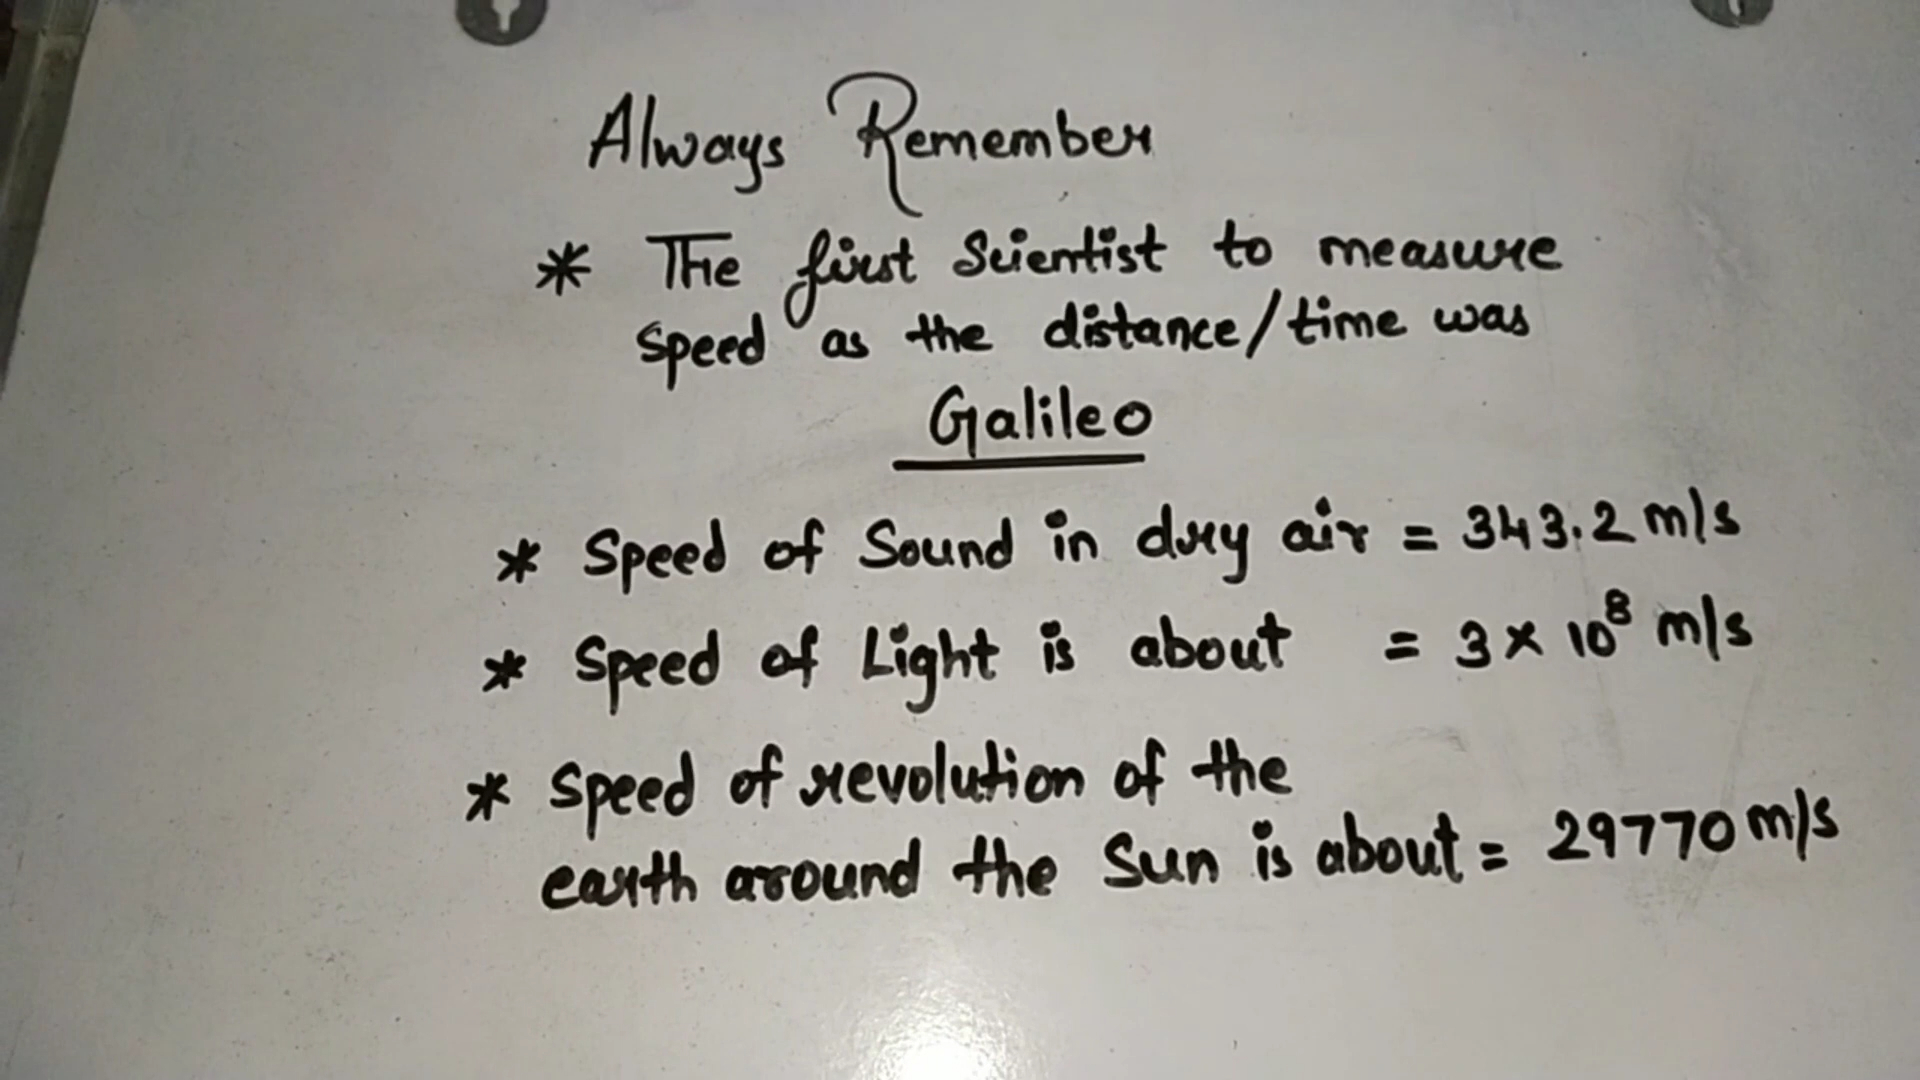 Always Remember
* The first Scientist to measure
speed as the distance/time was
Galileo
* Speed of Sound in dry air = 343.2 m/s
* Speed of Light is about = 3 × 10⁸ m/s
* Speed of revolution of the
earth around the Sun is about = 29770 m/s